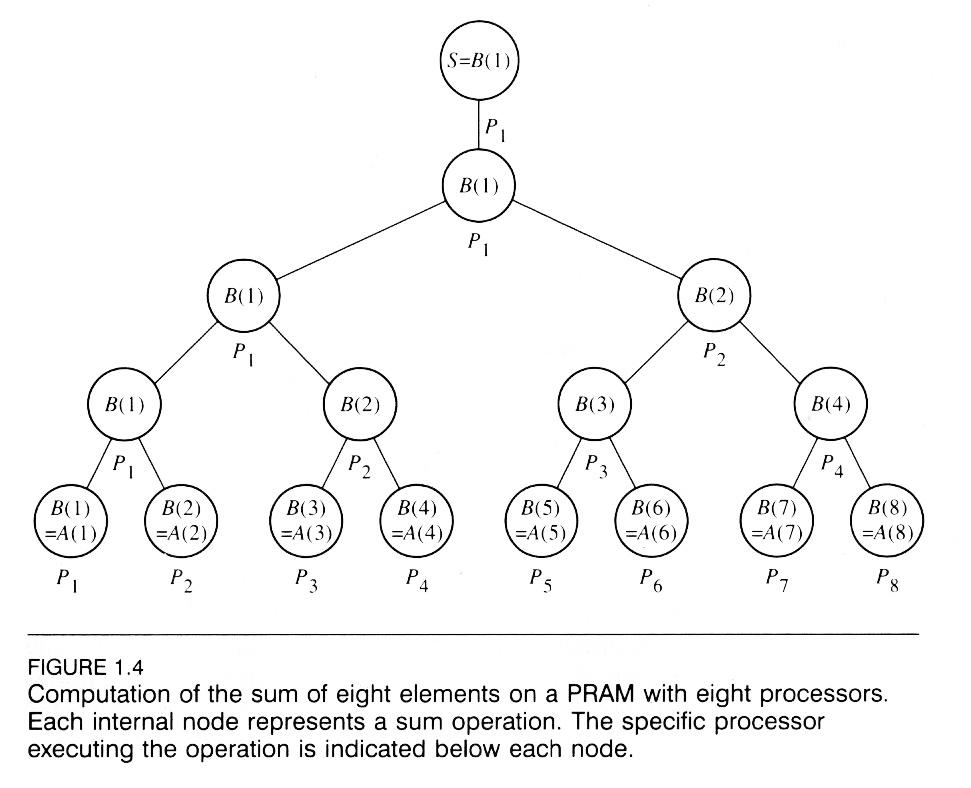 S=B(1)
P1
B(1)
P1
B(1) B(2)
P1 P2
B(1) B(2) B(3) B(4)
P1 P2 P3 P4
B(1) B(2) B(3) B(4) B(5) B(6) B(7) B(8)
=A(1) =A(2) =A(3) =A(4) =A(5) =A(6) =A(7) =A(8)
P1 P2 P3 P4 P5 P6 P7 P8
FIGURE 1.4
Computation of the sum of eight elements on a PRAM with eight processors.
Each internal node represents a sum operation. The specific processor
executing the operation is indicated below each node.